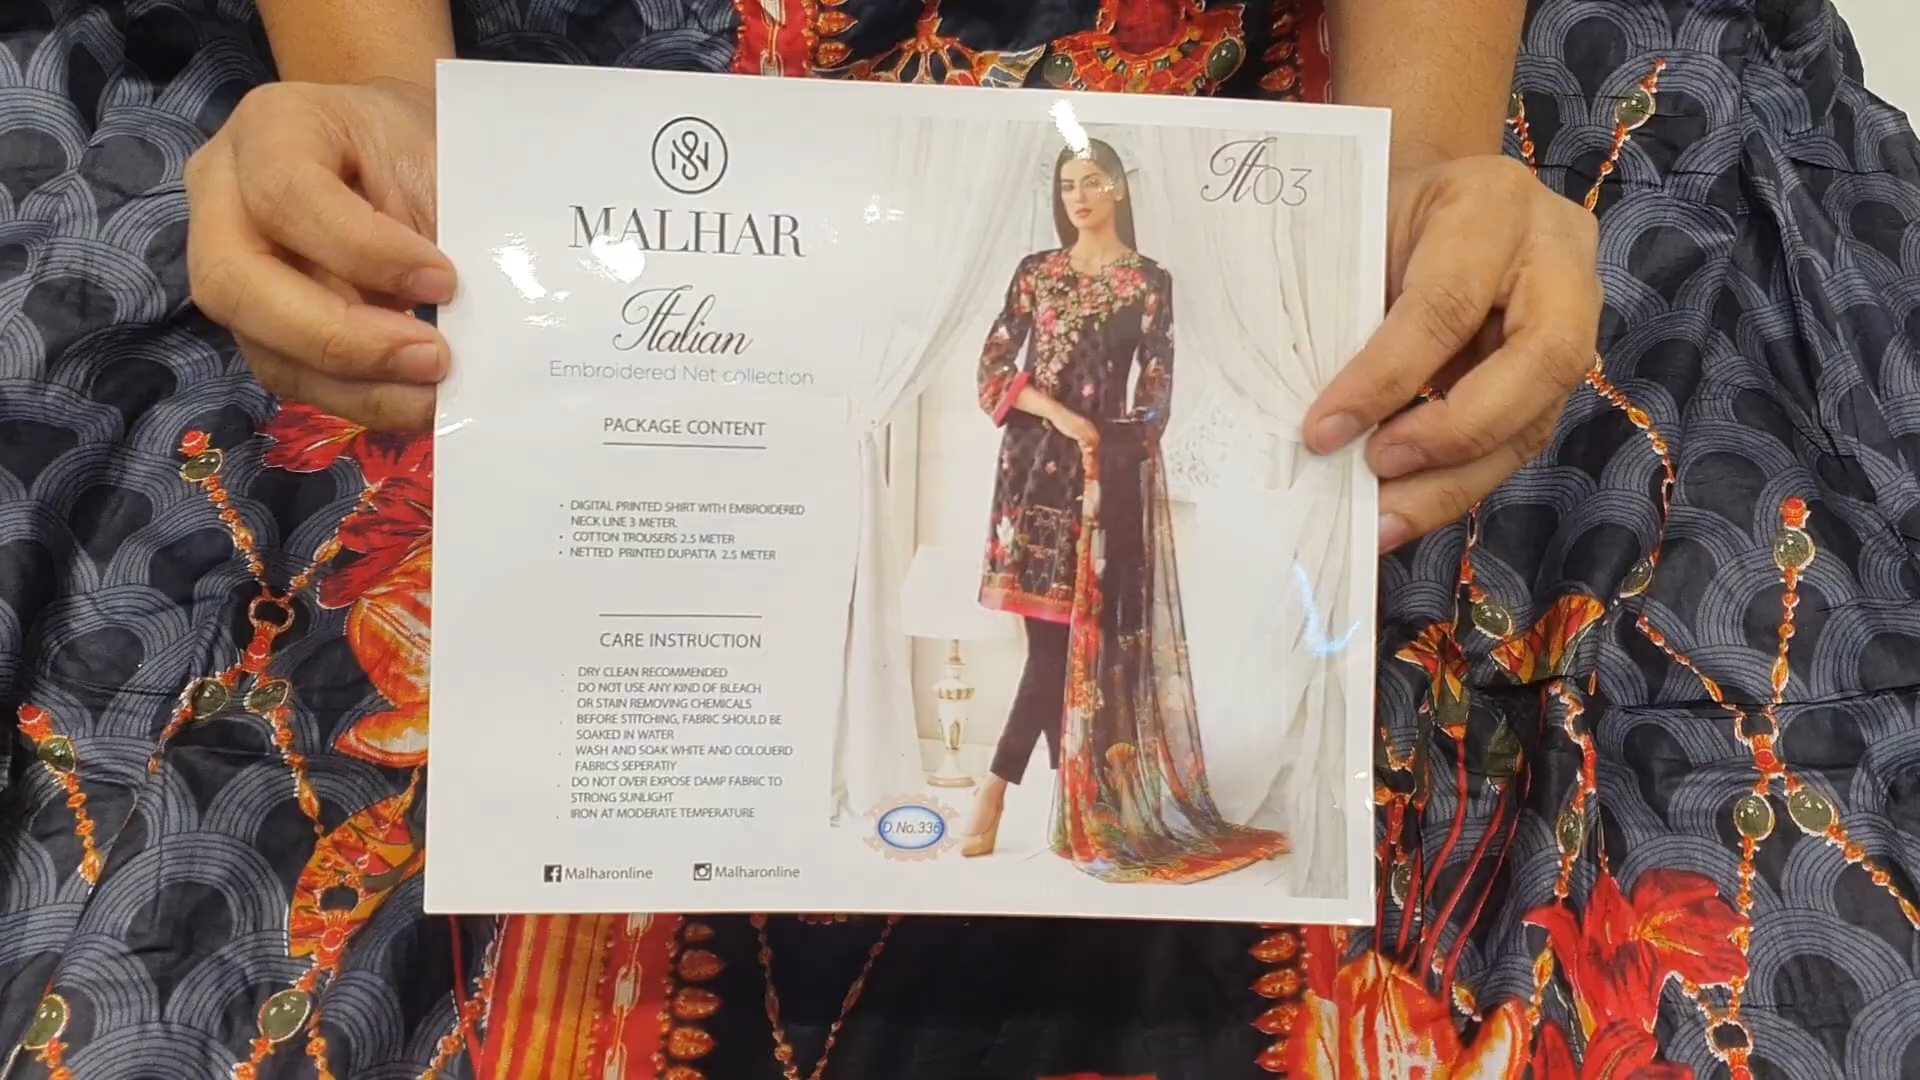 MALHAR
Italian
Embroidered Net collection
PACKAGE CONTENT
• DIGITAL PRINTED SHIRT WITH EMBROIDERED
NECK LINE 3 METER.
• COTTON TROUSERS 2.5 METER
• NETTED PRINTED DUPATTA 2.5 METER
CARE INSTRUCTION
. DRY CLEAN RECOMMENDED
. DO NOT USE ANY KIND OF BLEACH
OR STAIN REMOVING CHEMICALS
. BEFORE STITCHING, FABRIC SHOULD BE
SOAKED IN WATER
. WASH AND SOAK WHITE AND COLOUERD
FABRICS SEPERATIY
. DO NOT OVER EXPOSE DAMP FABRIC TO
STRONG SUNLIGHT
. IRON AT MODERATE TEMPERATURE
Malharonline
Malharonline
It03
D.No.336